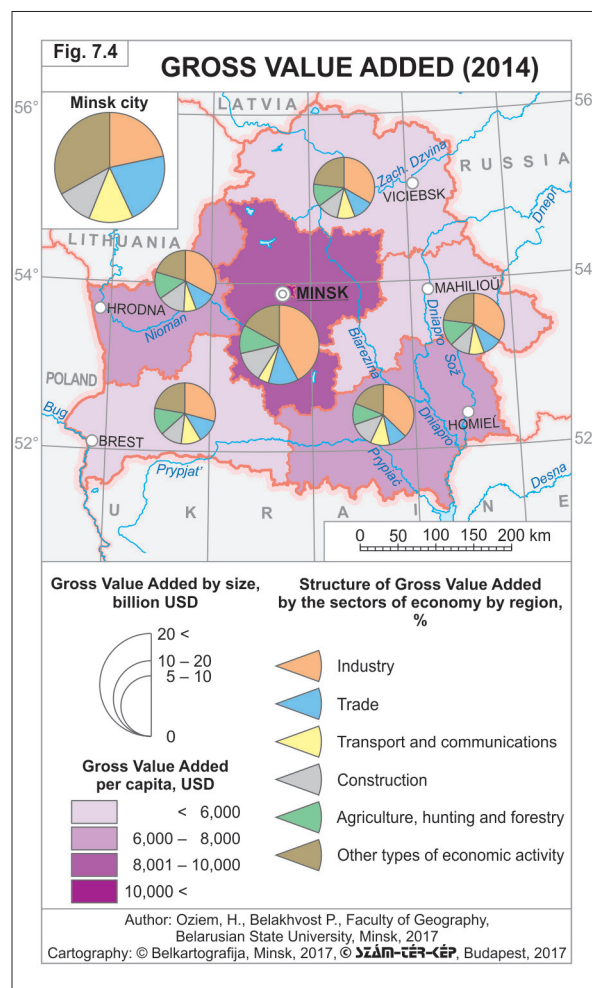 Fig. 7.4
GROSS VALUE ADDED (2014)
56°
Minsk city
LATVIA
56
RUSSIA
Zach. Dzvina
VICIEBSK
Dnepr
LITHUANIA
54°
54
MINSK
MAHILIOŬ
HRODNA
Nioman
Biarezina
Dniapro
Sož
POLAND
Bug
BREST
HOMIEĹ
Dniapro
52°
52
Prypjat'
Prypiać
Desna
UKRAINE
0 50 100 150 200 km
Gross Value Added by size,
billion USD
20 <
10 – 20
5 – 10
0
Gross Value Added
per capita, USD
< 6,000
6,000 – 8,000
8,001 – 10,000
10,000 <
Structure of Gross Value Added
by the sectors of economy by region,
%
Industry
Trade
Transport and communications
Construction
Agriculture, hunting and forestry
Other types of economic activity
Author: Oziem, H., Belakhvost P., Faculty of Geography,
Belarusian State University, Minsk, 2017
Cartography: © Belkartografija, Minsk, 2017, © SZÁM-TÉR-KÉP, Budapest, 2017